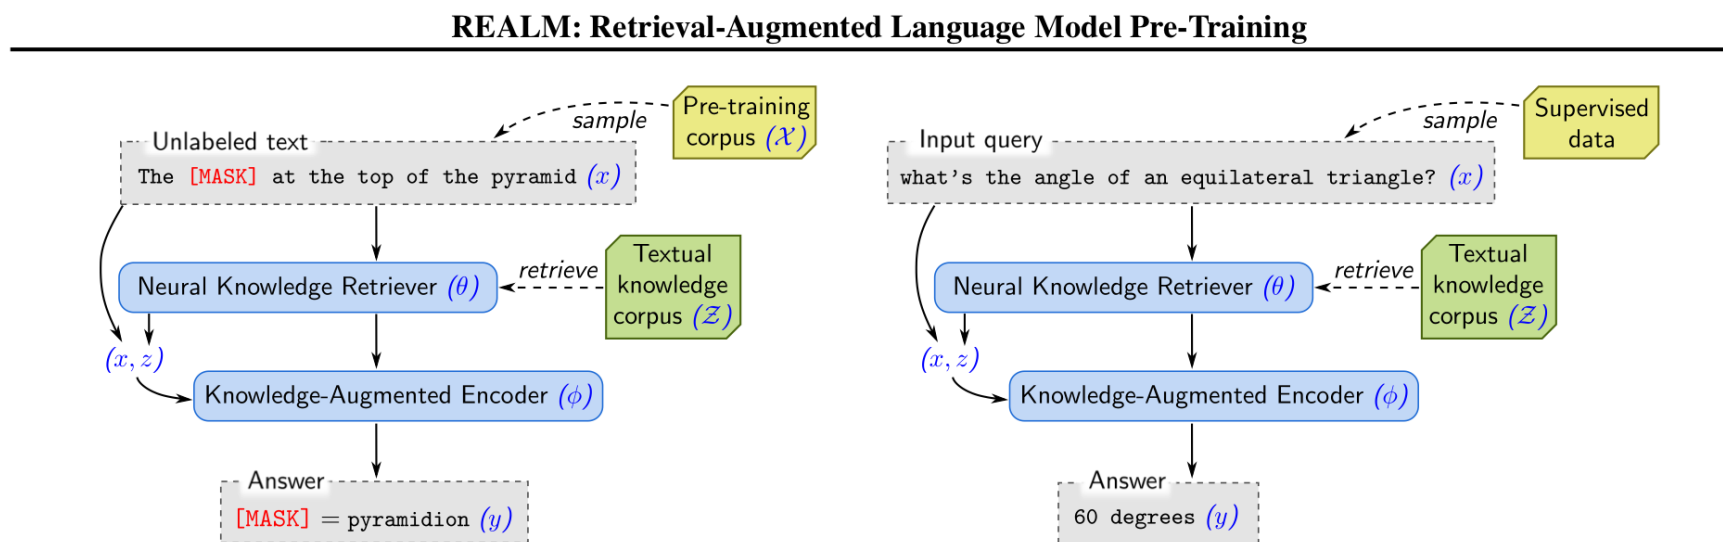 REALM: Retrieval-Augmented Language Model Pre-Training
Pre-training
corpus (𝒳)
sample
Unlabeled text
The [MASK] at the top of the pyramid (x)
Neural Knowledge Retriever (θ)
retrieve
Textual
knowledge
corpus (𝒵)
(x, z)
Knowledge-Augmented Encoder (ϕ)
Answer
[MASK] = pyramidion (y)
Supervised
data
sample
Input query
what's the angle of an equilateral triangle? (x)
Neural Knowledge Retriever (θ)
retrieve
Textual
knowledge
corpus (𝒵)
(x, z)
Knowledge-Augmented Encoder (ϕ)
Answer
60 degrees (y)